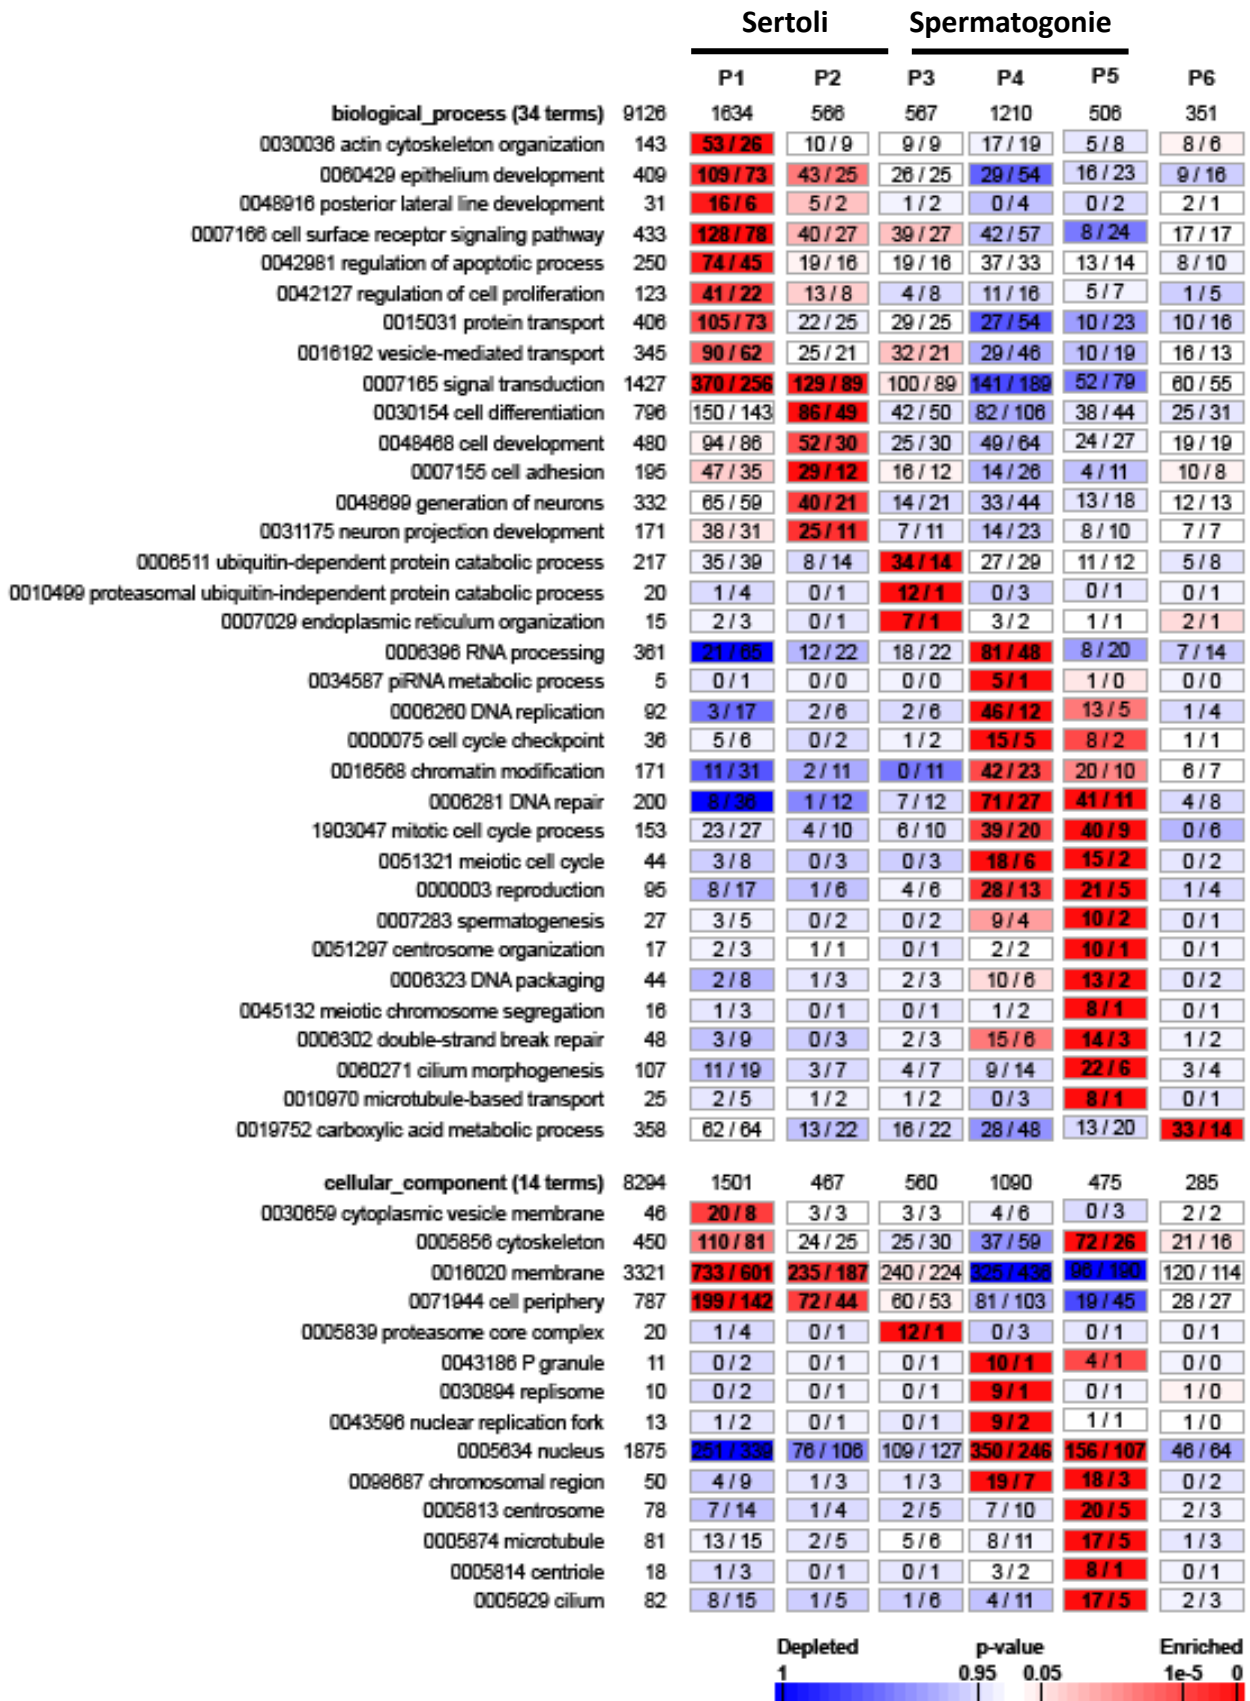 Sertoli Spermatogonie
P1 P2 P3 P4 P5 P6
biological_process (34 terms) 9126 1634 566 567 1210 506 351
0030036 actin cytoskeleton organization 143 53 / 26 10 / 9 9 / 9 17 / 19 5 / 8 8 / 6
0060429 epithelium development 409 109 / 73 43 / 25 26 / 25 29 / 54 16 / 23 9 / 16
0048916 posterior lateral line development 31 16 / 6 5 / 2 1 / 2 0 / 4 0 / 2 2 / 1
0007166 cell surface receptor signaling pathway 433 128 / 78 40 / 27 39 / 27 42 / 57 8 / 24 17 / 17
0042981 regulation of apoptotic process 250 74 / 45 19 / 16 19 / 16 37 / 33 13 / 14 8 / 10
0042127 regulation of cell proliferation 123 41 / 22 13 / 8 4 / 8 11 / 16 5 / 7 1 / 5
0015031 protein transport 406 105 / 73 22 / 25 29 / 25 27 / 54 10 / 23 10 / 16
0016192 vesicle-mediated transport 345 90 / 62 25 / 21 32 / 21 29 / 46 10 / 19 16 / 13
0007165 signal transduction 1427 370 / 256 129 / 89 100 / 89 141 / 189 52 / 79 60 / 55
0030154 cell differentiation 796 150 / 143 86 / 49 42 / 50 82 / 106 38 / 44 25 / 31
0048468 cell development 480 94 / 86 52 / 30 25 / 30 49 / 64 24 / 27 19 / 19
0007155 cell adhesion 195 47 / 35 29 / 12 16 / 12 14 / 26 4 / 11 10 / 8
0048699 generation of neurons 332 65 / 59 40 / 21 14 / 21 33 / 44 13 / 18 12 / 13
0031175 neuron projection development 171 38 / 31 25 / 11 7 / 11 14 / 23 8 / 10 7 / 7
0006511 ubiquitin-dependent protein catabolic process 217 35 / 39 8 / 14 34 / 14 27 / 29 11 / 12 5 / 8
0010499 proteasomal ubiquitin-independent protein catabolic process 20 1 / 4 0 / 1 12 / 1 0 / 3 0 / 1 0 / 1
0007029 endoplasmic reticulum organization 15 2 / 3 0 / 1 7 / 1 3 / 2 1 / 1 2 / 1
0006396 RNA processing 361 21 / 65 12 / 22 18 / 22 81 / 48 8 / 20 7 / 14
0034587 piRNA metabolic process 5 0 / 1 0 / 0 0 / 0 5 / 1 1 / 0 0 / 0
0006260 DNA replication 92 3 / 17 2 / 6 2 / 6 46 / 12 13 / 5 1 / 4
0000075 cell cycle checkpoint 36 5 / 6 0 / 2 1 / 2 15 / 5 8 / 2 1 / 1
0016568 chromatin modification 171 11 / 31 2 / 11 0 / 11 42 / 23 20 / 10 6 / 7
0006281 DNA repair 200 8 / 36 1 / 12 7 / 12 71 / 27 41 / 11 4 / 8
1903047 mitotic cell cycle process 153 23 / 27 4 / 10 6 / 10 39 / 20 40 / 9 0 / 6
0051321 meiotic cell cycle 44 3 / 8 0 / 3 0 / 3 18 / 6 15 / 2 0 / 2
0000003 reproduction 95 8 / 17 1 / 6 4 / 6 28 / 13 21 / 5 1 / 4
0007283 spermatogenesis 27 3 / 5 0 / 2 0 / 2 9 / 4 10 / 2 0 / 1
0051297 centrosome organization 17 2 / 3 1 / 1 0 / 1 2 / 2 10 / 1 0 / 1
0006323 DNA packaging 44 2 / 8 1 / 3 2 / 3 10 / 6 13 / 2 0 / 2
0045132 meiotic chromosome segregation 16 1 / 3 0 / 1 0 / 1 1 / 2 8 / 1 0 / 1
0006302 double-strand break repair 48 3 / 9 0 / 3 2 / 3 15 / 6 14 / 3 1 / 2
0060271 cilium morphogenesis 107 11 / 19 3 / 7 4 / 7 9 / 14 22 / 6 3 / 4
0010970 microtubule-based transport 25 2 / 5 1 / 2 1 / 2 0 / 3 8 / 1 0 / 1
0019752 carboxylic acid metabolic process 358 62 / 64 13 / 22 16 / 22 28 / 48 13 / 20 33 / 14
cellular_component (14 terms) 8294 1501 467 560 1090 475 285
0030659 cytoplasmic vesicle membrane 46 20 / 8 3 / 3 3 / 3 4 / 6 0 / 3 2 / 2
0005856 cytoskeleton 450 110 / 81 24 / 25 25 / 30 37 / 59 72 / 26 21 / 16
0016020 membrane 3321 733 / 601 235 / 187 240 / 224 325 / 436 96 / 190 120 / 114
0071944 cell periphery 787 199 / 142 72 / 44 60 / 53 81 / 103 19 / 45 28 / 27
0005839 proteasome core complex 20 1 / 4 0 / 1 12 / 1 0 / 3 0 / 1 0 / 1
0043186 P granule 11 0 / 2 0 / 1 0 / 1 10 / 1 4 / 1 0 / 0
0030894 replisome 10 0 / 2 0 / 1 0 / 1 9 / 1 0 / 1 1 / 0
0043596 nuclear replication fork 13 1 / 2 0 / 1 0 / 1 9 / 2 1 / 1 1 / 0
0005634 nucleus 1875 251 / 339 76 / 106 109 / 127 350 / 246 156 / 107 46 / 64
0098687 chromosomal region 50 4 / 9 1 / 3 1 / 3 19 / 7 18 / 3 0 / 2
0005813 centrosome 78 7 / 14 1 / 4 2 / 5 7 / 10 20 / 5 2 / 3
0005874 microtubule 81 13 / 15 2 / 5 5 / 6 8 / 11 17 / 5 1 / 3
0005814 centriole 18 1 / 3 0 / 1 0 / 1 3 / 2 8 / 1 0 / 1
0005929 cilium 82 8 / 15 1 / 5 1 / 6 4 / 11 17 / 5 2 / 3
Depleted p-value Enriched
1 0.95 0.05 1e-5 0